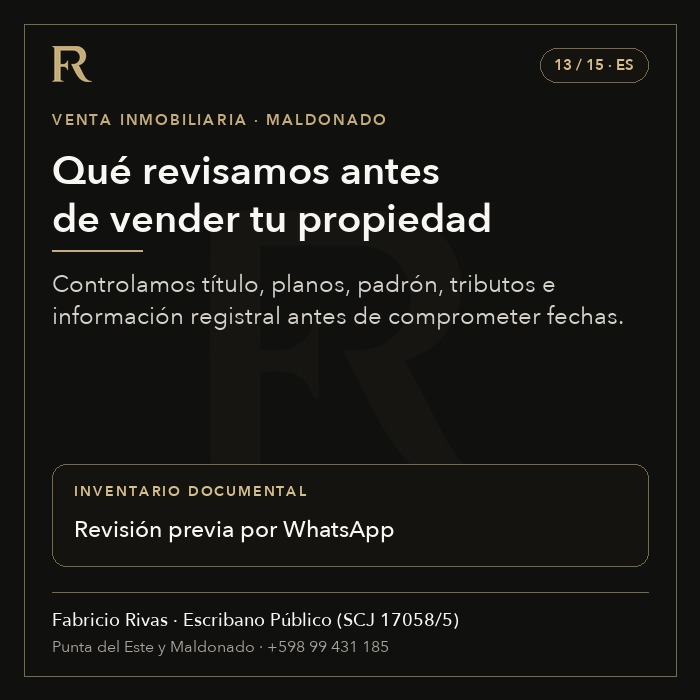 FR
13 / 15 · ES
VENTA INMOBILIARIA · MALDONADO
Qué revisamos antes
de vender tu propiedad
Controlamos título, planos, padrón, tributos e
información registral antes de comprometer fechas.
INVENTARIO DOCUMENTAL
Revisión previa por WhatsApp
Fabricio Rivas · Escribano Público (SCJ 17058/5)
Punta del Este y Maldonado · +598 99 431 185